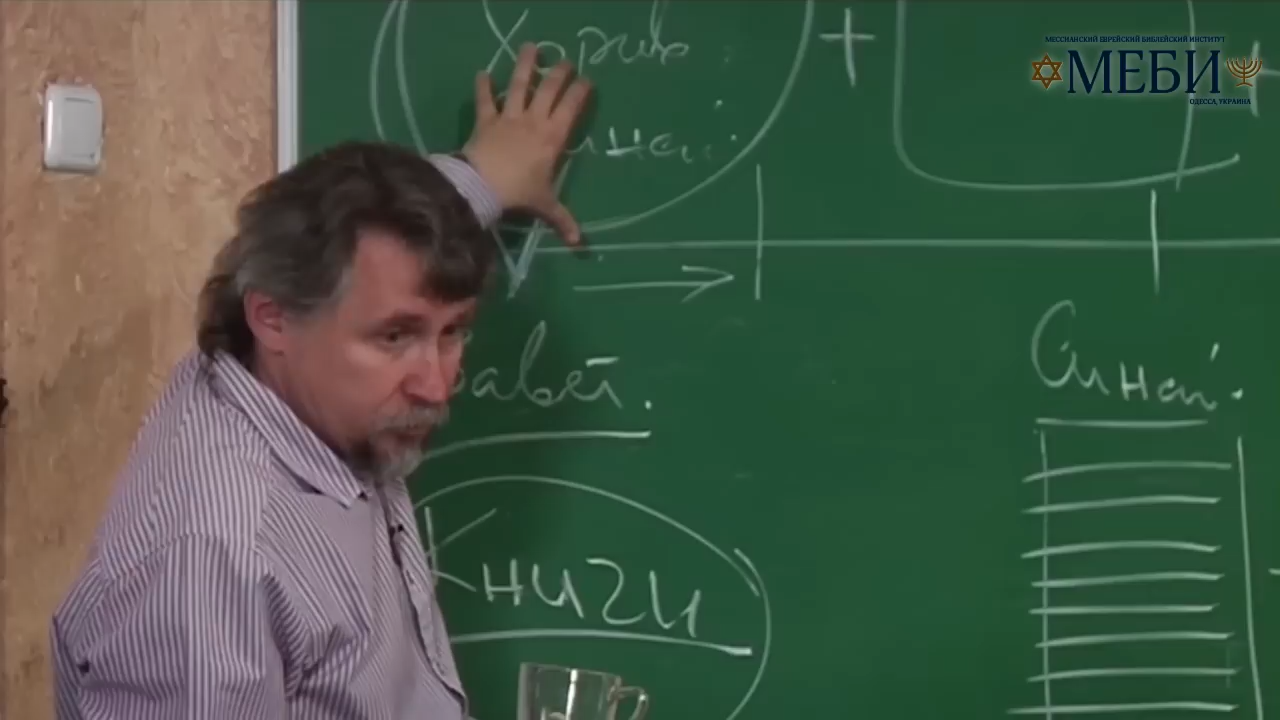 Хорив
МЕССИАНСКИЙ ЕВРЕЙСКИЙ БИБЛЕЙСКИЙ ИНСТИТУТ
МЕБИ
ОДЕССА, УКРАИНА
Синай.
Книги